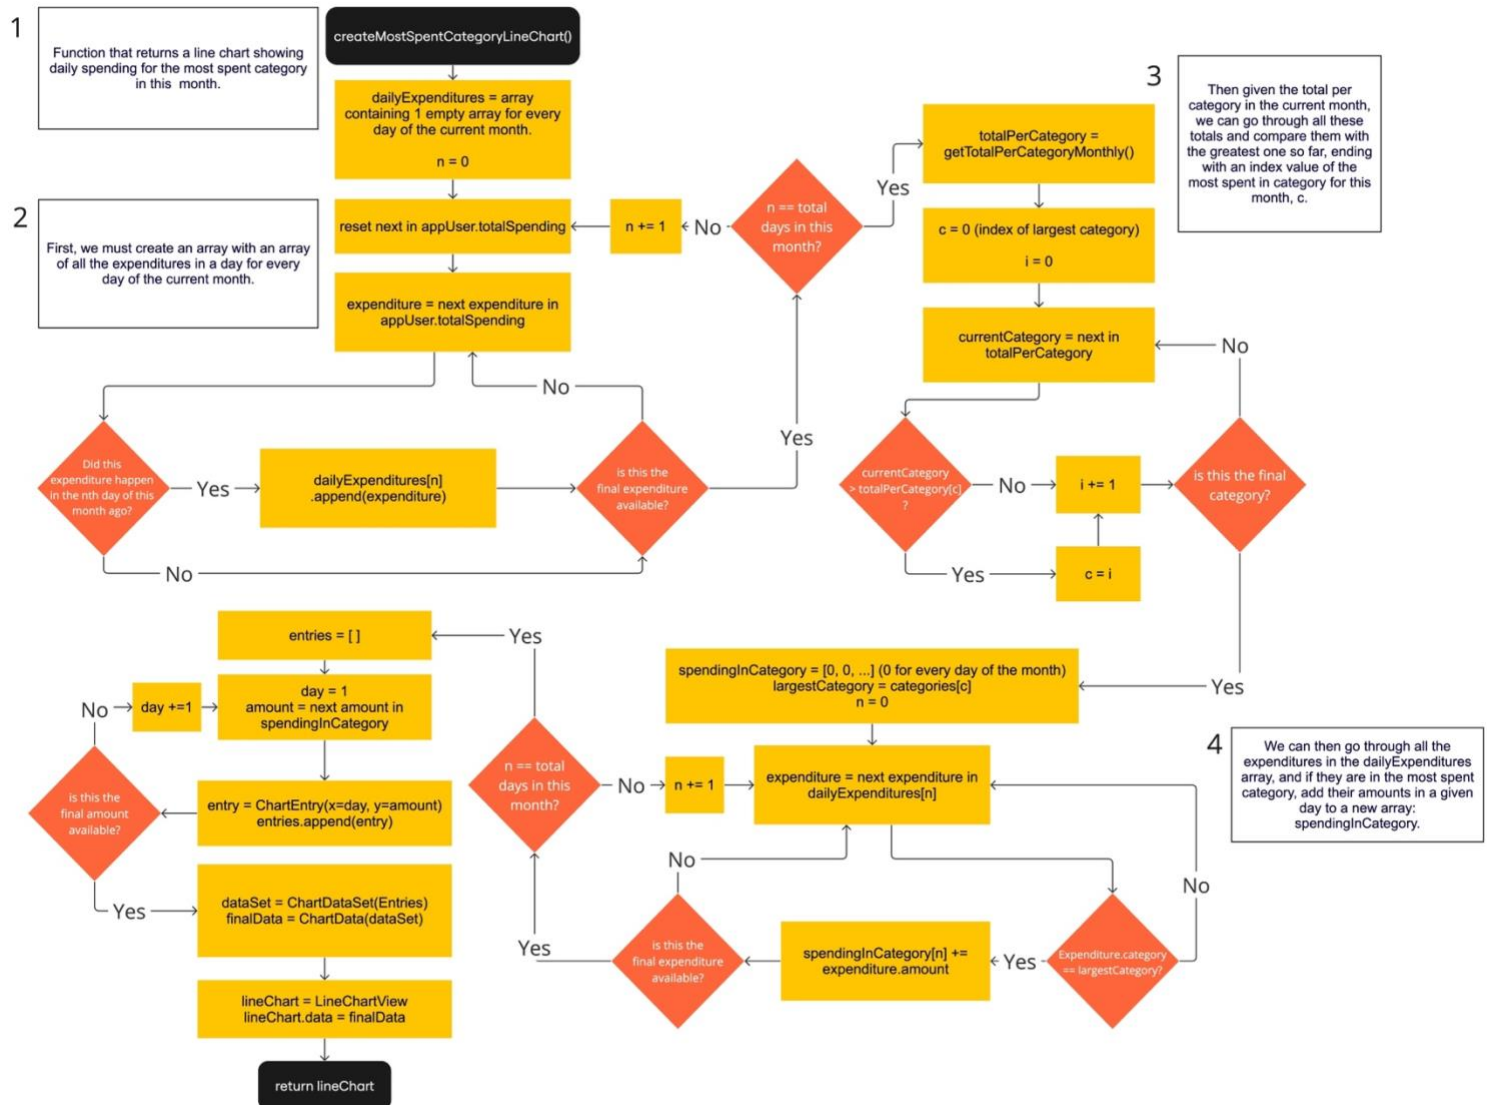 1
Function that returns a line chart showing
daily spending for the most spent category
in this month.
createMostSpentCategoryLineChart()
dailyExpenditures = array
containing 1 empty array for every
day of the current month.
n = 0
2
First, we must create an array with an array
of all the expenditures in a day for every
day of the current month.
reset next in appUser.totalSpending
n += 1
No
n == total
days in this
month?
Yes
expenditure = next expenditure in
appUser.totalSpending
No
Yes
Did this
expenditure happen
in the nth day of this
month ago?
Yes
dailyExpenditures[n]
.append(expenditure)
is this the
final expenditure
available?
No
3
Then given the total per
category in the current month,
we can go through all these
totals and compare them with
the greatest one so far, ending
with an index value of the
most spent in category for this
month, c.
totalPerCategory =
getTotalPerCategoryMonthly()
c = 0 (index of largest category)
i = 0
currentCategory = next in
totalPerCategory
No
currentCategory
> totalPerCategory[c]
?
No
i += 1
is this the final
category?
Yes
c = i
Yes
spendingInCategory = [0, 0, ...] (0 for every day of the month)
largestCategory = categories[c]
n = 0
4
We can then go through all the
expenditures in the dailyExpenditures
array, and if they are in the most spent
category, add their amounts in a given
day to a new array:
spendingInCategory.
n == total
days in this
month?
No
n += 1
expenditure = next expenditure in
dailyExpenditures[n]
No
No
Yes
is this the
final expenditure
available?
spendingInCategory[n] +=
expenditure.amount
Yes
Expenditure.category
== largestCategory?
Yes
entries = [ ]
No
day +=1
day = 1
amount = next amount in
spendingInCategory
is this the
final amount
available?
entry = ChartEntry(x=day, y=amount)
entries.append(entry)
Yes
dataSet = ChartDataSet(Entries)
finalData = ChartData(dataSet)
lineChart = LineChartView
lineChart.data = finalData
return lineChart